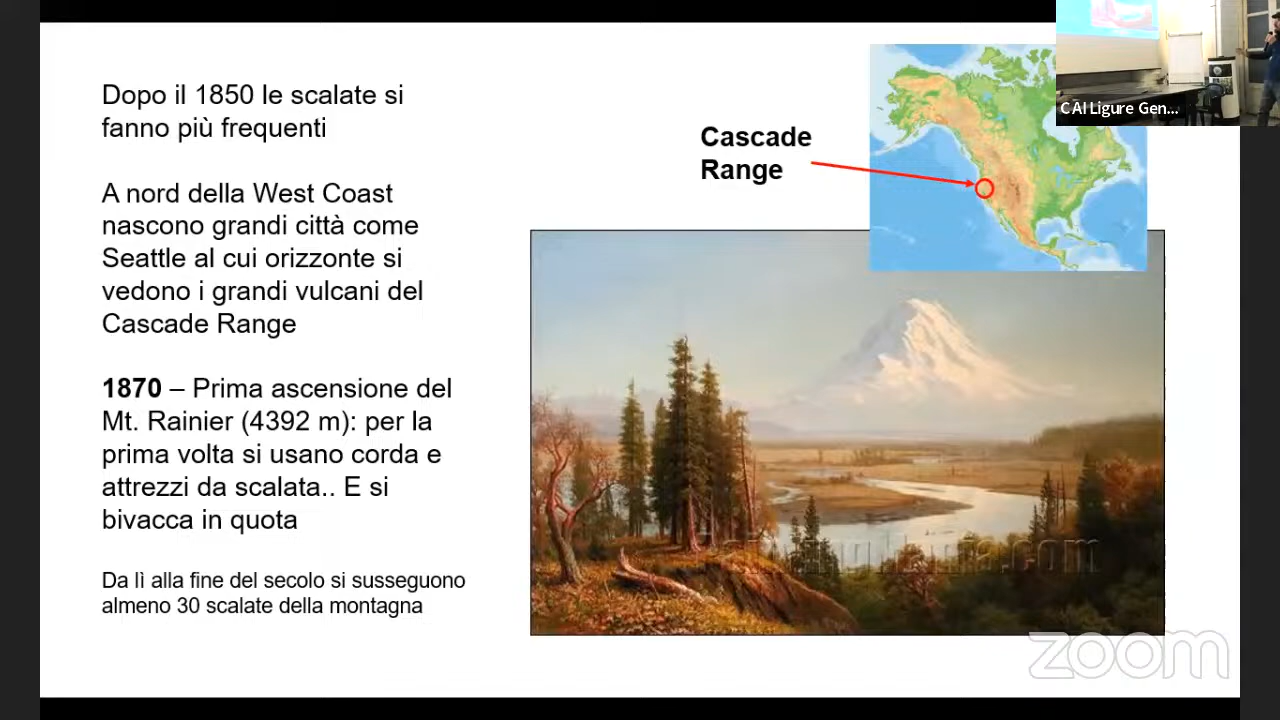 Dopo il 1850 le scalate si
fanno più frequenti
A nord della West Coast
nascono grandi città come
Seattle al cui orizzonte si
vedono i grandi vulcani del
Cascade Range
1870 – Prima ascensione del
Mt. Rainier (4392 m): per la
prima volta si usano corda e
attrezzi da scalata.. E si
bivacca in quota
Da lì alla fine del secolo si susseguono
almeno 30 scalate della montagna
Cascade
Range
CAI Ligure Gen...
zoom